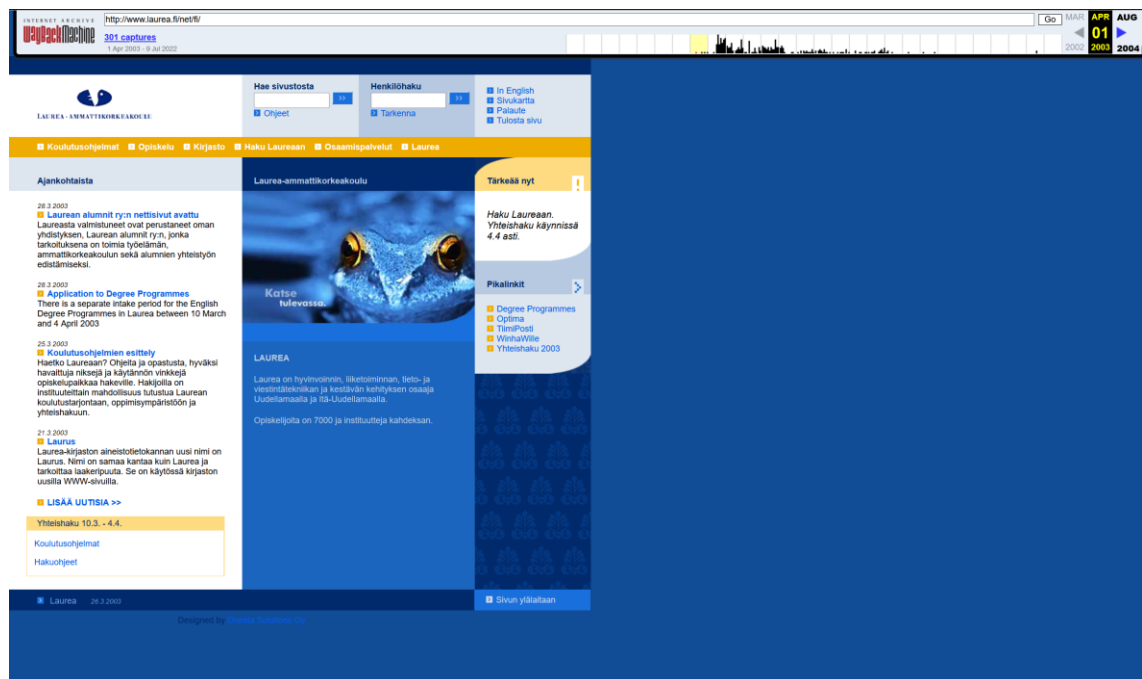 INTERNET ARCHIVE
WayBackMachine
http://www.laurea.fi/net/fi/
Go
301 captures
1 Apr 2003 - 9 Jul 2022
MAR APR AUG
01
2002 2003 2004
LAUREA-AMMATTIKORKEAKOULU
Hae sivustosta
>>
Ohjeet
Henkilöhaku
>>
Tarkenna
In English
Sivukartta
Palaute
Tulosta sivu
Koulutusohjelmat Opiskelu Kirjasto Haku Laureaan Osaamispalvelut Laurea
Ajankohtaista
28.3.2003
Laurean alumnit ry:n nettisivut avattu
Laureasta valmistuneet ovat perustaneet oman
yhdistyksen, Laurean alumnit ry:n, jonka
tarkoituksena on toimia työelämän,
ammattikorkeakoulun sekä alumnien yhteistyön
edistämiseksi.
28.3.2003
Application to Degree Programmes
There is a separate intake period for the English
Degree Programmes in Laurea between 10 March
and 4 April 2003
25.3.2003
Koulutusohjelmien esittely
Haetko Laureaan? Ohjeita ja opastusta, hyväksi
havaittuja niksejä ja käytännön vinkkejä
opiskelupaikkaa hakeville. Hakijoilla on
instituuteittain mahdollisuus tutustua Laurean
koulutustarjontaan, oppimisympäristöön ja
yhteishakuun.
21.3.2003
Laurus
Laurea-kirjaston aineistotietokannan uusi nimi on
Laurus. Nimi on samaa kantaa kuin Laurea ja
tarkoittaa laakeripuuta. Se on käytössä kirjaston
uusilla WWW-sivuilla.
LISÄÄ UUTISIA >>
Yhteishaku 10.3. - 4.4.
Koulutusohjelmat
Hakuohjeet
Laurea-ammattikorkeakoulu
Katse
tulevassa.
LAUREA
Laurea on hyvinvoinnin, liiketoiminnan, tieto- ja
viestintätekniikan ja kestävän kehityksen osaaja
Uudellamaalla ja Itä-Uudellamaalla.
Opiskelijoita on 7000 ja instituutteja kahdeksan.
Tärkeää nyt
!
Haku Laureaan.
Yhteishaku käynnissä
4.4 asti.
Pikalinkit
Degree Programmes
Optima
TiimiPosti
WinhaWille
Yhteishaku 2003
Laurea 26.3.2003
Sivun ylälaitaan
Designed by